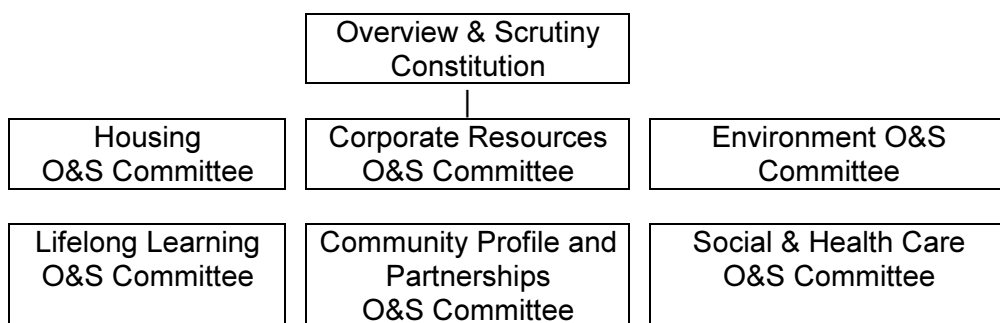 Overview & Scrutiny
Constitution
|
Housing
O&S Committee
Corporate Resources
O&S Committee
Environment O&S
Committee
Lifelong Learning
O&S Committee
Community Profile and
Partnerships
O&S Committee
Social & Health Care
O&S Committee